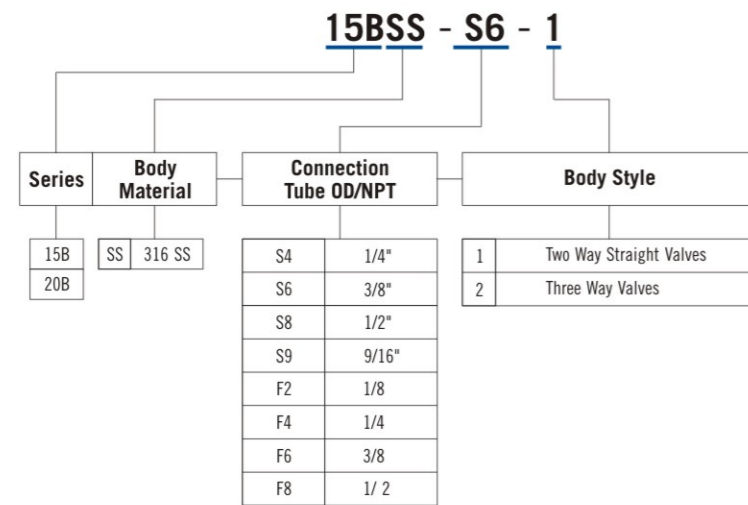 15BSS - S6 - 1
Series
Body
Material
Connection
Tube OD/NPT
Body Style
15B
20B
SS 316 SS
S4 1/4"
S6 3/8"
S8 1/2"
S9 9/16"
F2 1/8
F4 1/4
F6 3/8
F8 1/ 2
1 Two Way Straight Valves
2 Three Way Valves